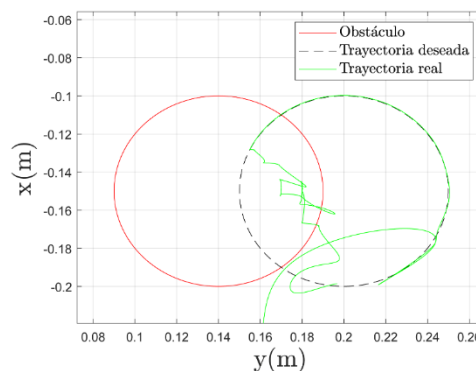 -0.06
-0.08
-0.1
-0.12
-0.14
-0.16
-0.18
-0.2
x(m)
Obstáculo
Trayectoria deseada
Trayectoria real
0.08 0.1 0.12 0.14 0.16 0.18 0.2 0.22 0.24
y(m)